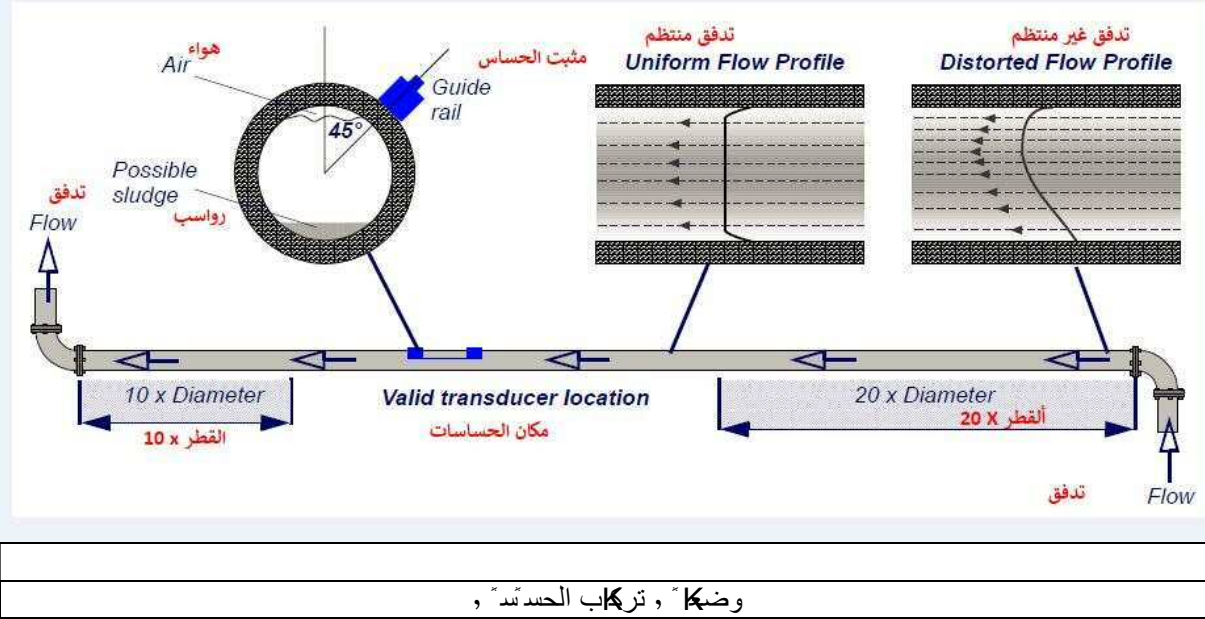 هواء
Air
مثبت الحساس
Guide
rail
45°
Possible
sludge
رواسب
تدفق منتظم
Uniform Flow Profile
تدفق غير منتظم
Distorted Flow Profile
تدفق
Flow
10 x Diameter
القطر 10 x
Valid transducer location
مكان الحساسات
20 x Diameter
ألقطر 20 X
تدفق
Flow